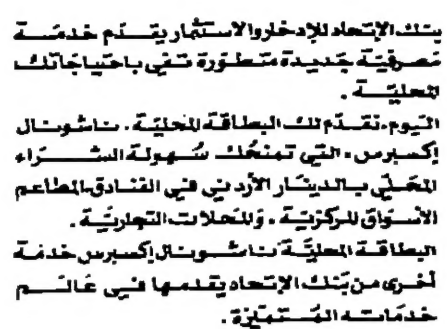 بنك الإتحاد للإدخار والاستثمار يقدم خدمة
مصرفية جديدة متطورة تفي باحتياجاتك
المحلية .
اليوم، نقدم لك البطاقة المحلية . ناشونال
إكسبرس ، التي تمنحك سهولة الشراء
المحلي بالدينار الأردني في الفنادق، المطاعم
الأسواق المركزية ، والمحلات التجارية .
البطاقة المحلية ناشونال إكسبرس خدمة
أخرى من بنك الإتحاد يقدمها في عالم
خدماته المتميزة .